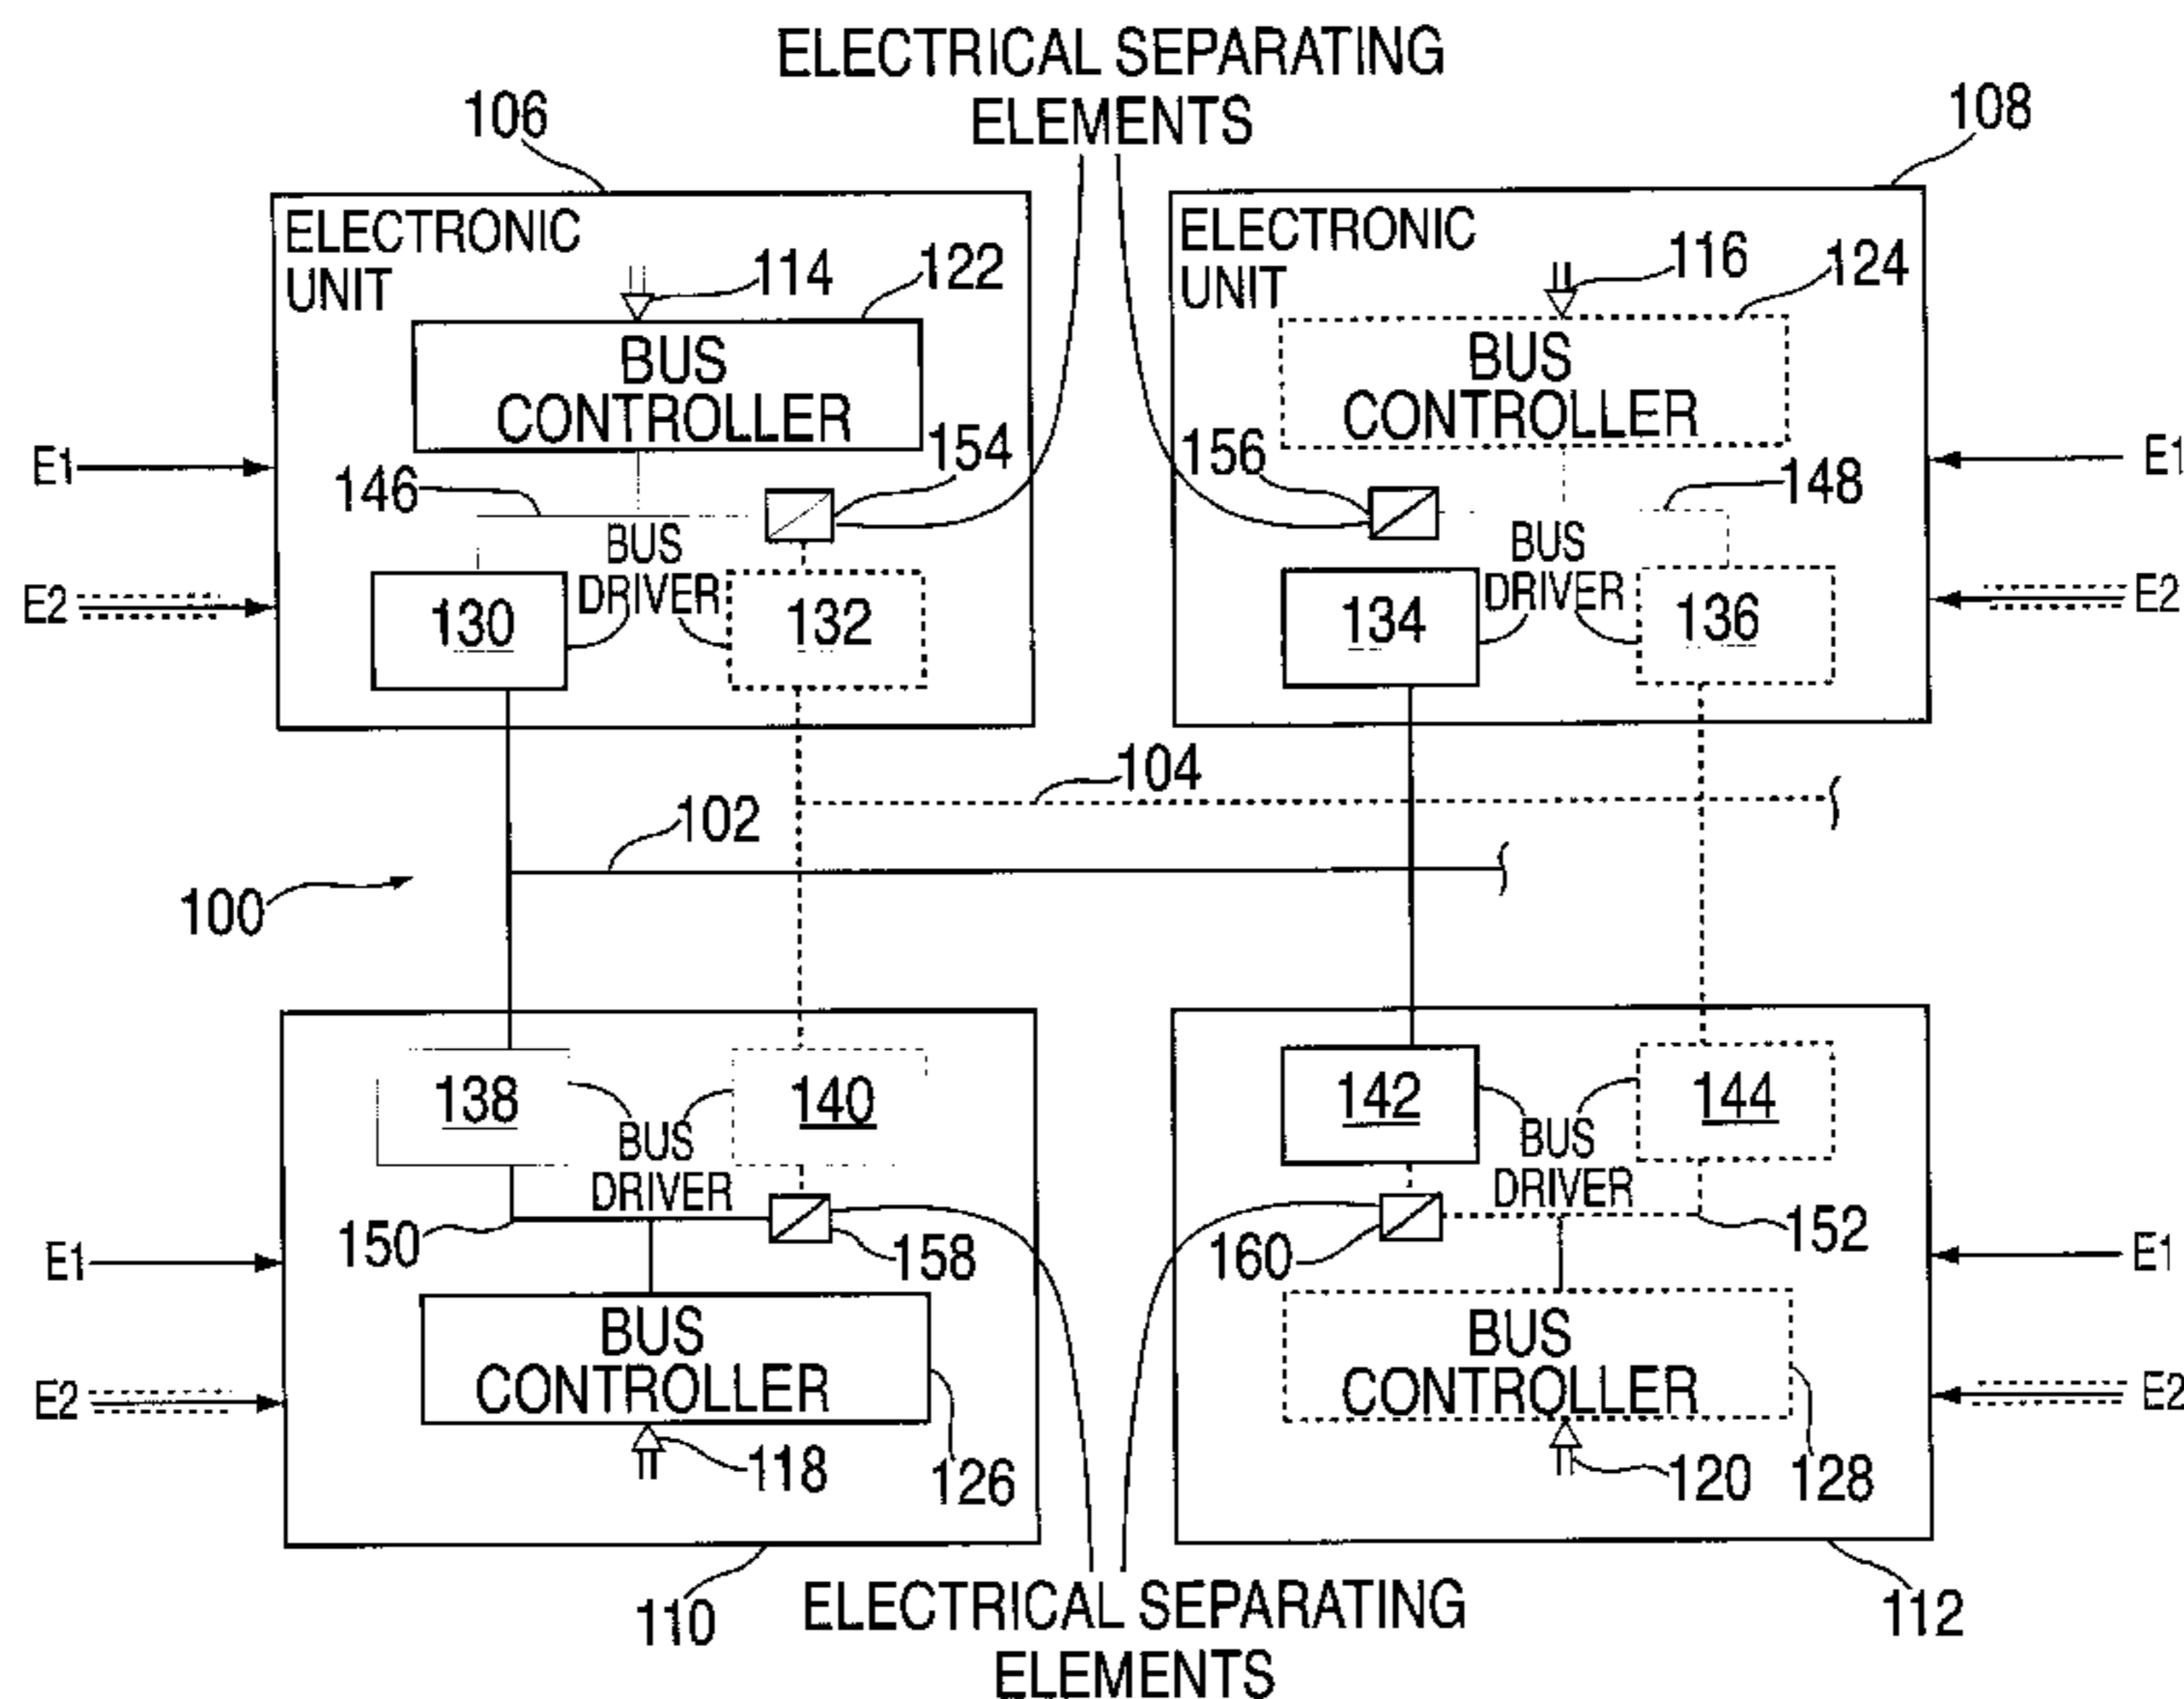 ELECTRICAL SEPARATING
ELEMENTS
106
108
ELECTRONIC
UNIT
114
122
BUS
CONTROLLER
154
146
BUS
DRIVER
130
132
E1
E2
ELECTRONIC
UNIT
116
124
BUS
CONTROLLER
156
148
BUS
DRIVER
134
136
E1
E2
104
102
100
138
140
BUS
DRIVER
150
158
BUS
CONTROLLER
118
126
E1
E2
110
142
144
BUS
DRIVER
160
152
BUS
CONTROLLER
120
128
E1
E2
112
ELECTRICAL SEPARATING
ELEMENTS